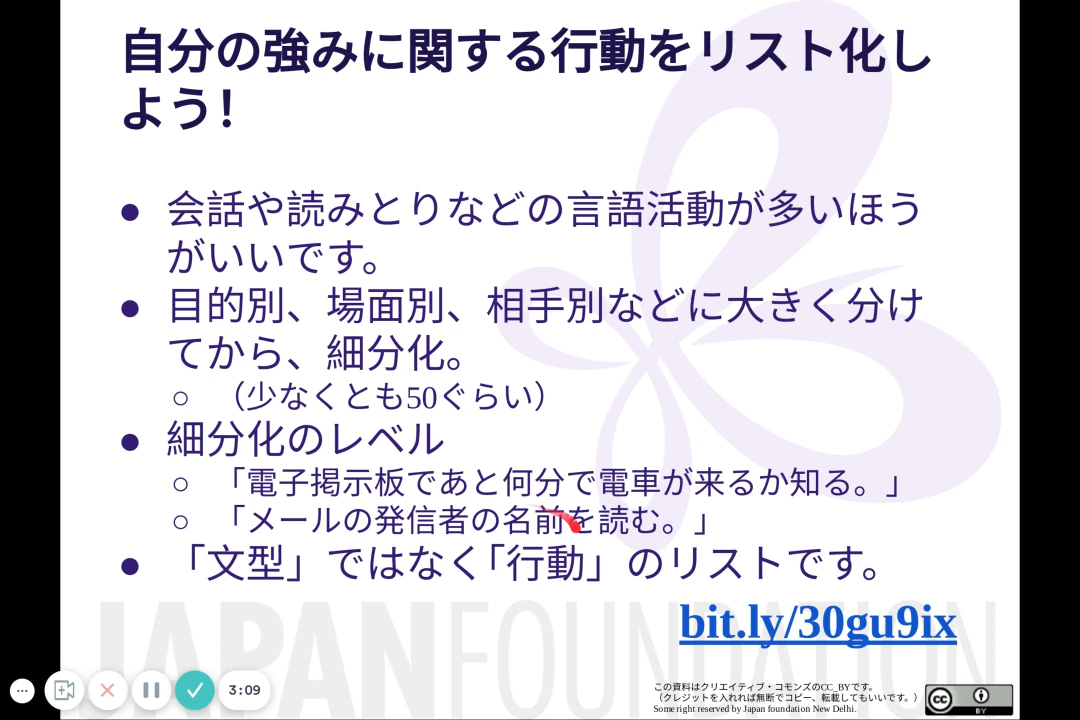 自分の強みに関する行動をリスト化し
よう!
● 会話や読みとりなどの言語活動が多いほう
がいいです。
● 目的別、場面別、相手別などに大きく分け
てから、細分化。
○ （少なくとも50ぐらい）
● 細分化のレベル
○ 「電子掲示板であと何分で電車が来るか知る。」
○ 「メールの発信者の名前を読む。」
● 「文型」ではなく「行動」のリストです。
JAPAN FOUNDATION
bit.ly/30gu9ix
3:09
この資料はクリエイティブ・コモンズのCC_BYです。
（クレジットを入れれば無断でコピー、転載してもいいです。）
Some right reserved by Japan foundation New Delhi.
cc
BY